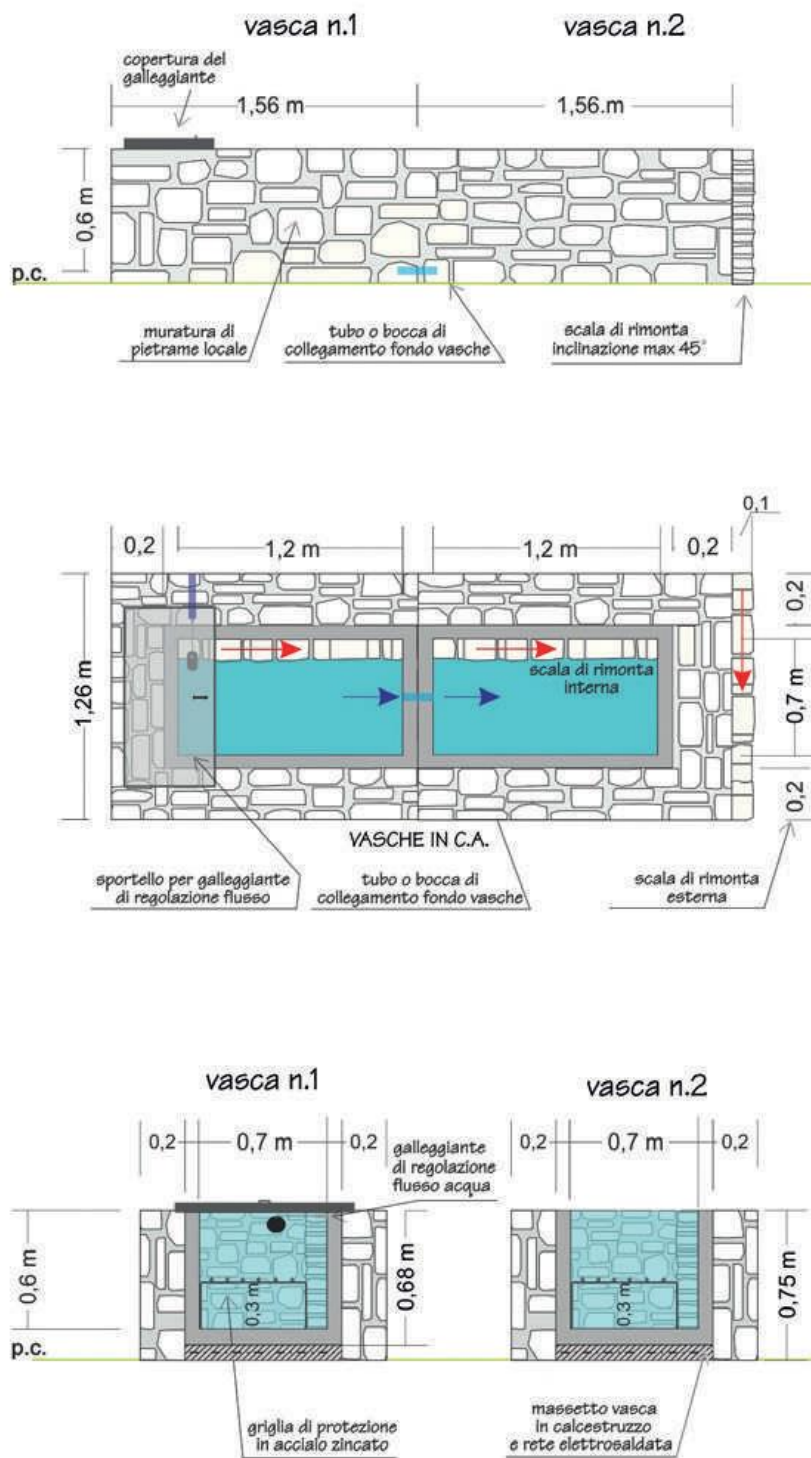 vasca n.1
vasca n.2
copertura del
galleggiante
1,56 m
1,56.m
0,6 m
p.c.
muratura di
pietrame locale
tubo o bocca di
collegamento fondo vasche
scala di rimonta
inclinazione max 45°
0,1
0,2
1,2 m
1,2 m
0,2
0,2
1,26 m
scala di rimonta
interna
0,7 m
0,2
VASCHE IN C.A.
sportello per galleggiante
di regolazione flusso
tubo o bocca di
collegamento fondo vasche
scala di rimonta
esterna
vasca n.1
vasca n.2
0,2
0,7 m
0,2
galleggiante
di regolazione
flusso acqua
0,2
0,7 m
0,2
0,6 m
0,3 m
0,68 m
0,3 m
0,75 m
p.c.
griglia di protezione
in acciaio zincato
massetto vasca
in calcestruzzo
e rete elettrosaldata